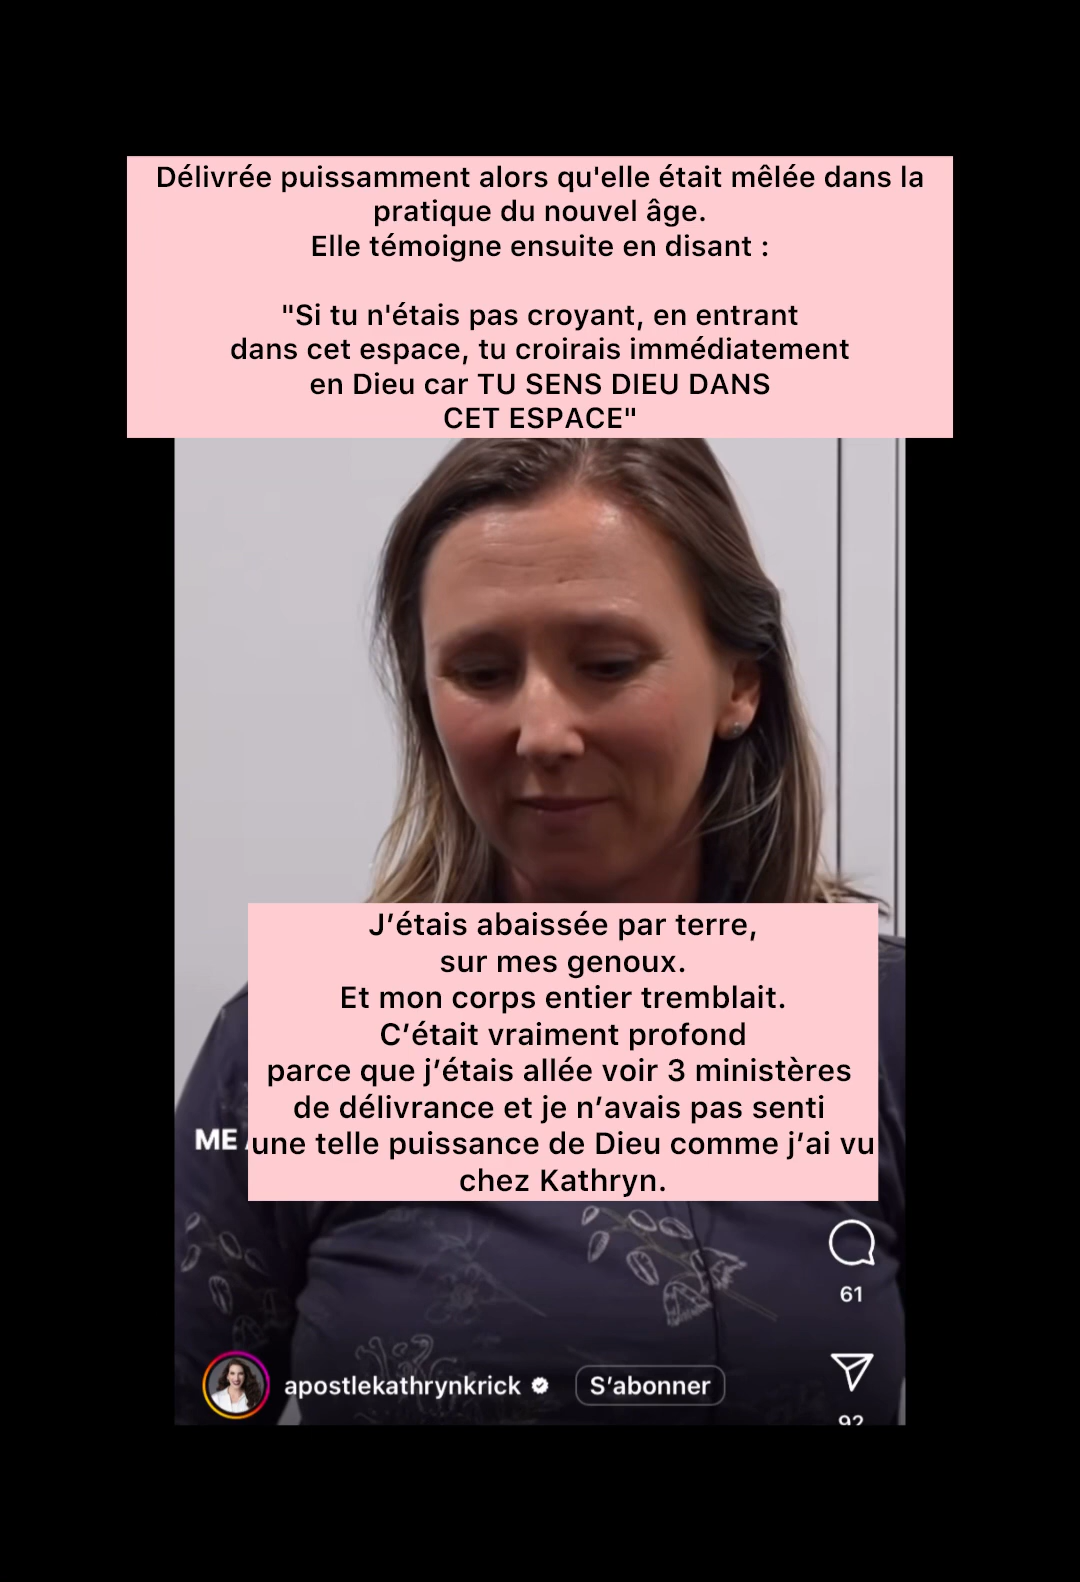 Délivrée puissamment alors qu'elle était mêlée dans la
pratique du nouvel âge.
Elle témoigne ensuite en disant :
"Si tu n'étais pas croyant, en entrant
dans cet espace, tu croirais immédiatement
en Dieu car TU SENS DIEU DANS
CET ESPACE"
J’étais abaissée par terre,
sur mes genoux.
Et mon corps entier tremblait.
C’était vraiment profond
parce que j’étais allée voir 3 ministères
de délivrance et je n’avais pas senti
ME une telle puissance de Dieu comme j’ai vu
chez Kathryn.
61
apostlekathrynkrick S’abonner
92